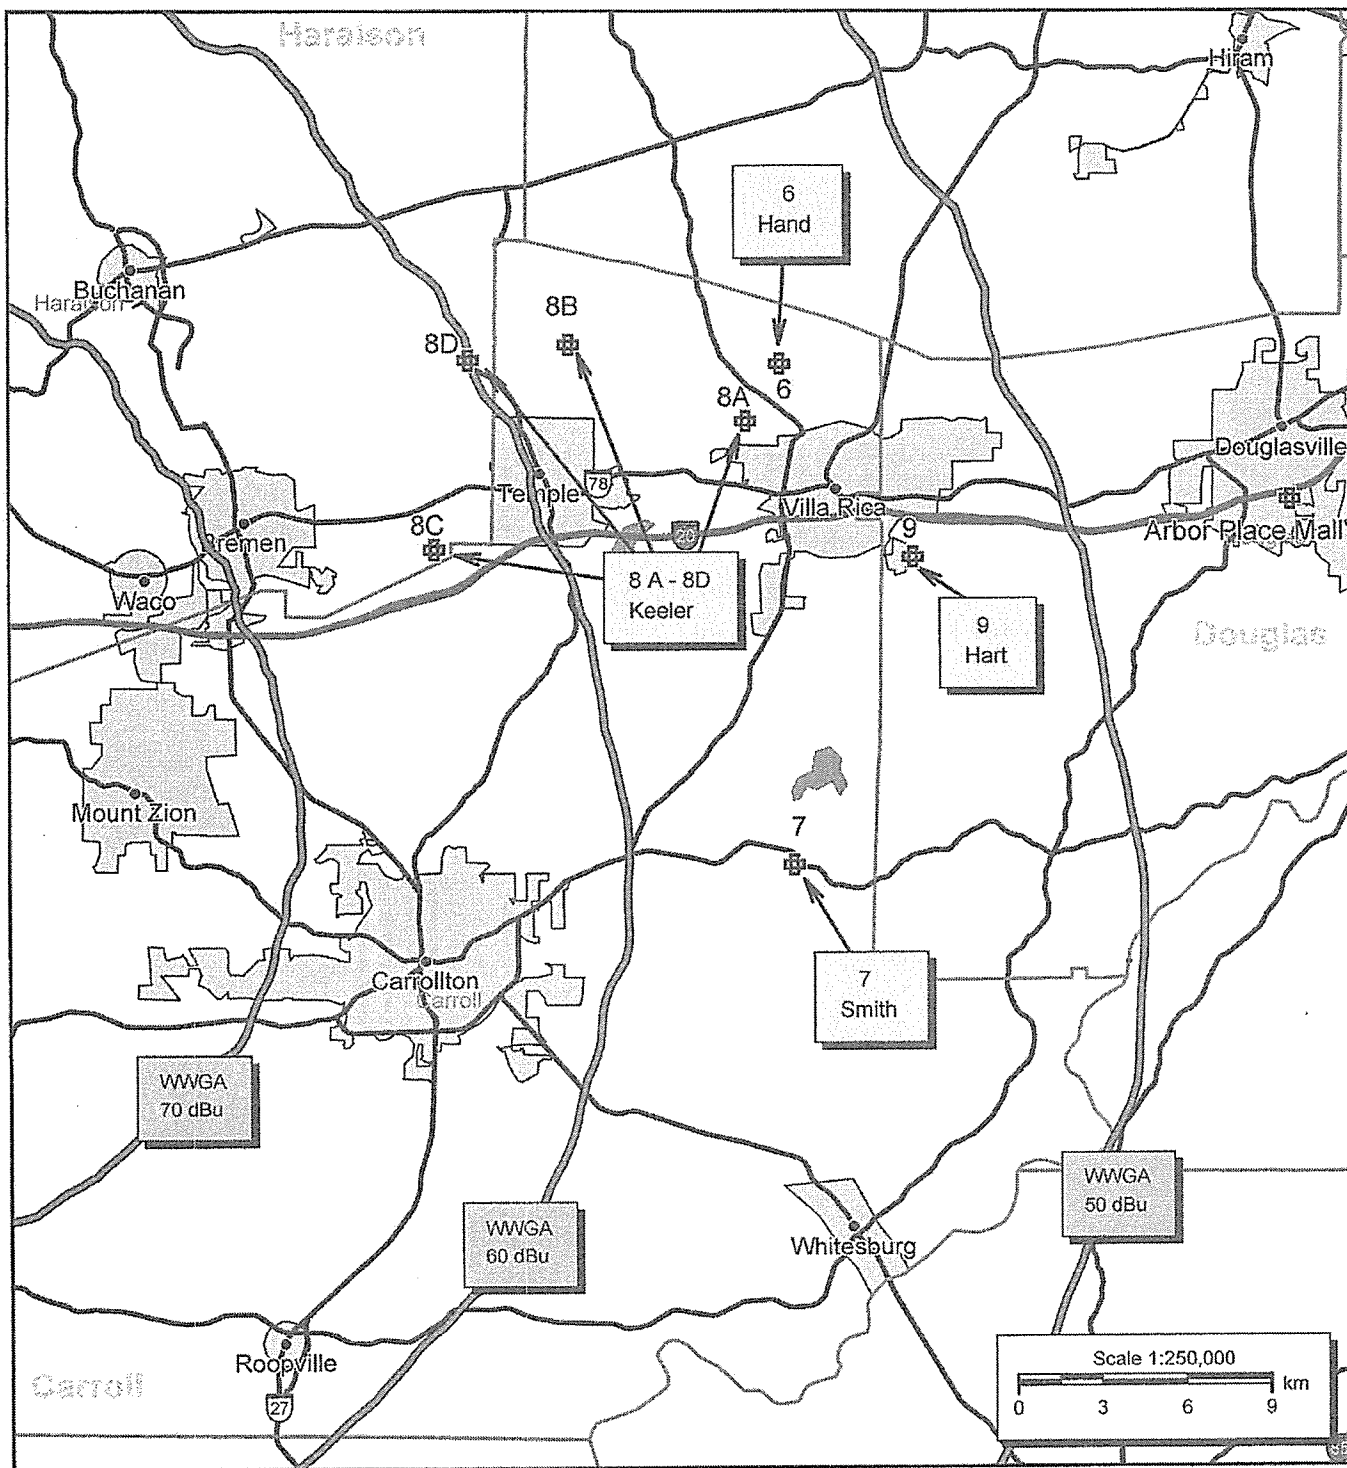 Haralson
Hiram
6
Hand
Buchanan
Haralson
8B
8D
6
8A
Douglasville
78
Temple
Villa Rica
8C
20
9
Arbor Place Mall
Bremen
8 A - 8D
Keeler
Waco
9
Hart
Douglas
Mount Zion
7
Carrollton
Carroll
7
Smith
WWGA
70 dBu
WWGA
50 dBu
WWGA
60 dBu
Whitesburg
Roopville
Carroll
27
Scale 1:250,000
km
0 3 6 9